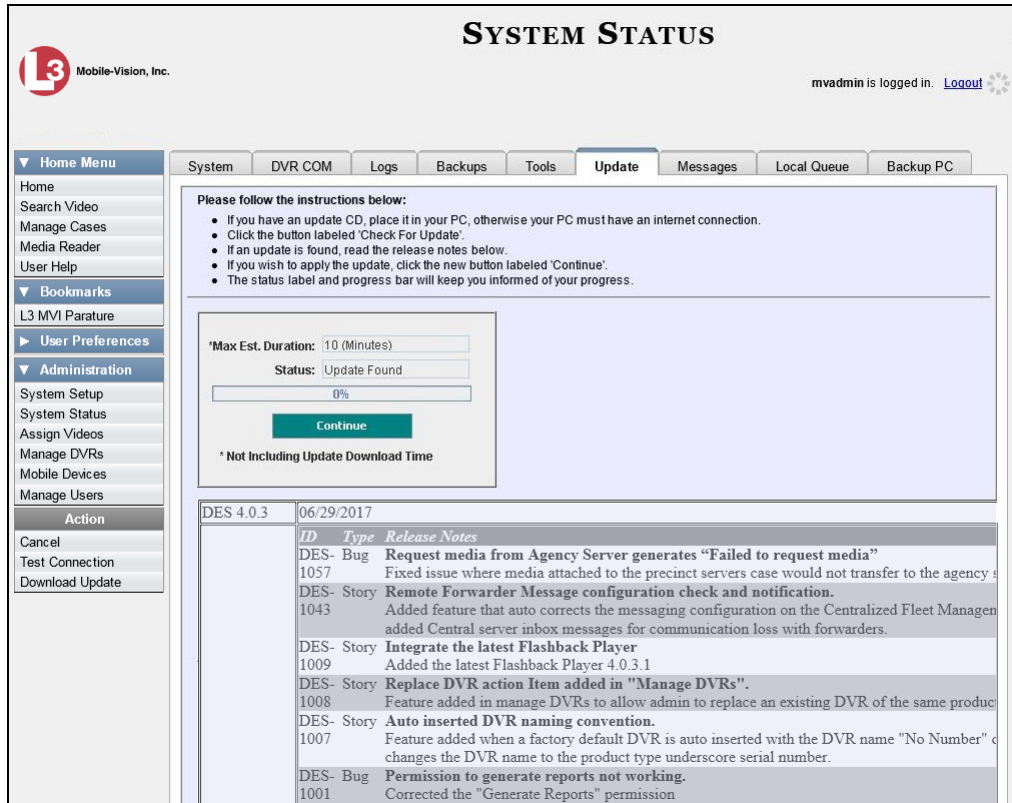 SYSTEM STATUS
L3 Mobile-Vision, Inc.
mvadmin is logged in. Logout
▼ Home Menu
Home
Search Video
Manage Cases
Media Reader
User Help
▼ Bookmarks
L3 MVI Parature
► User Preferences
▼ Administration
System Setup
System Status
Assign Videos
Manage DVRs
Mobile Devices
Manage Users
Action
Cancel
Test Connection
Download Update
System DVR COM Logs Backups Tools Update Messages Local Queue Backup PC
Please follow the instructions below:
• If you have an update CD, place it in your PC, otherwise your PC must have an internet connection.
• Click the button labeled 'Check For Update'.
• If an update is found, read the release notes below.
• If you wish to apply the update, click the new button labeled 'Continue'.
• The status label and progress bar will keep you informed of your progress.
*Max Est. Duration: 10 (Minutes)
Status: Update Found
0%
Continue
* Not Including Update Download Time
DES 4.0.3 06/29/2017
ID Type Release Notes
DES- Bug Request media from Agency Server generates “Failed to request media”
1057 Fixed issue where media attached to the precinct servers case would not transfer to the agency s
DES- Story Remote Forwarder Message configuration check and notification.
1043 Added feature that auto corrects the messaging configuration on the Centralized Fleet Managen
added Central server inbox messages for communication loss with forwarders.
DES- Story Integrate the latest Flashback Player
1009 Added the latest Flashback Player 4.0.3.1
DES- Story Replace DVR action Item added in "Manage DVRs".
1008 Feature added in manage DVRs to allow admin to replace an existing DVR of the same produc
DES- Story Auto inserted DVR naming convention.
1007 Feature added when a factory default DVR is auto inserted with the DVR name "No Number"
changes the DVR name to the product type underscore serial number.
DES- Bug Permission to generate reports not working.
1001 Corrected the "Generate Reports" permission